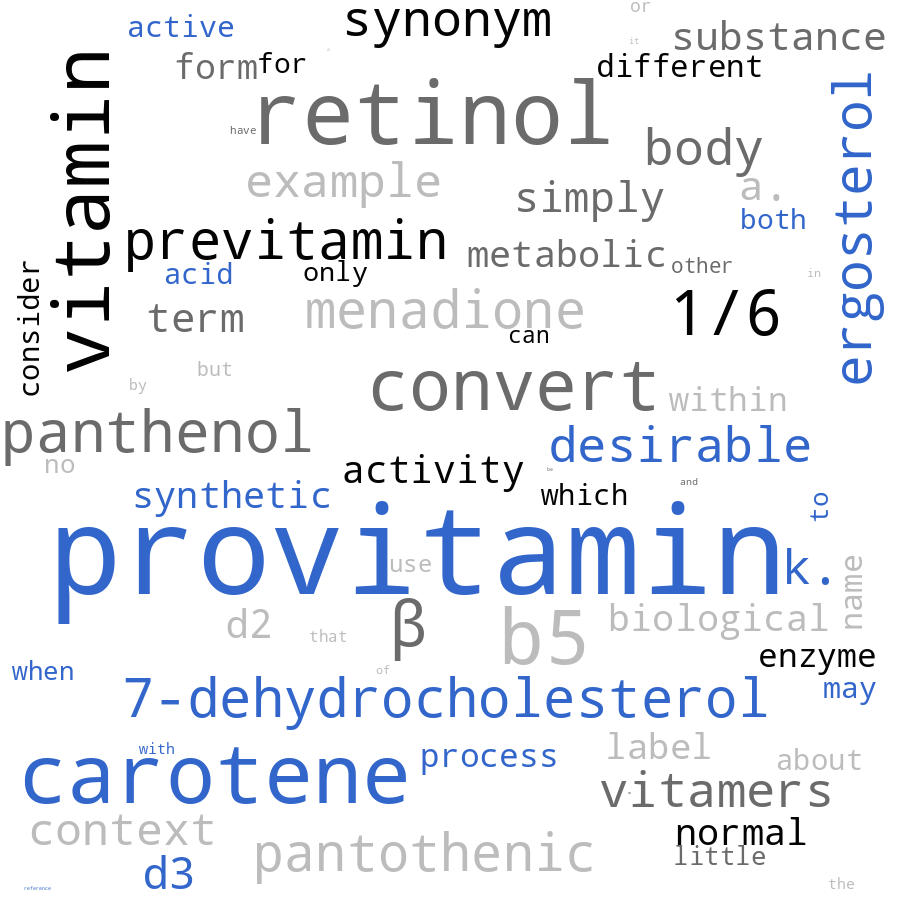 synonym
or
active
it
substance
form
for
different
vitamin
retinol
ergosterol
have
body
example
simply
a.
both
previtamin
metabolic
acid
only
other
in
consider
menadione
1/6
term
can
but
by
convert
within
panthenol
desirable
no
activity
be
synthetic
which
and
to
provitamin
use
k.
name
d2
that
β
b5
biological
of
enzyme
when
7-dehydrocholesterol
may
with
carotene
process
label
about
vitamers
context
normal
little
pantothenic
d3
the
reference